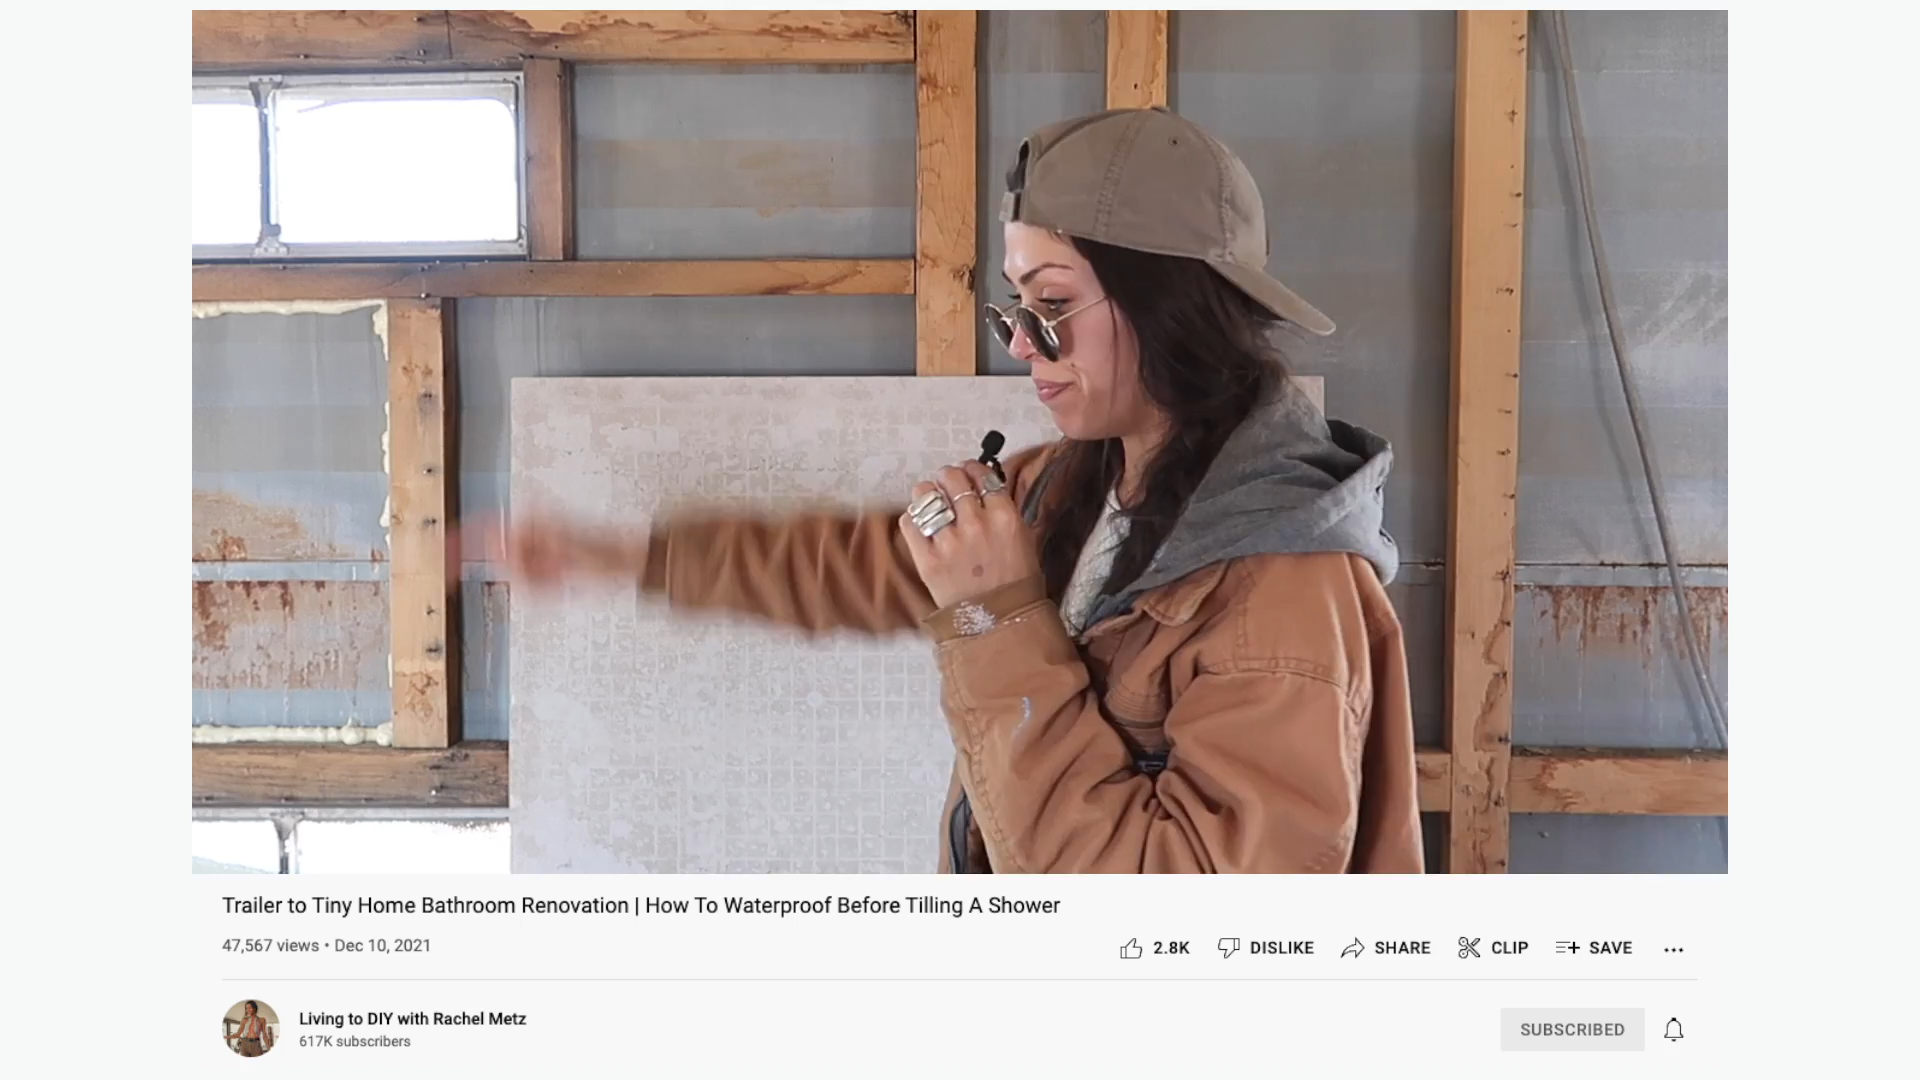 Trailer to Tiny Home Bathroom Renovation | How To Waterproof Before Tilling A Shower
47,567 views • Dec 10, 2021
2.8K DISLIKE SHARE CLIP SAVE ...
Living to DIY with Rachel Metz
617K subscribers
SUBSCRIBED